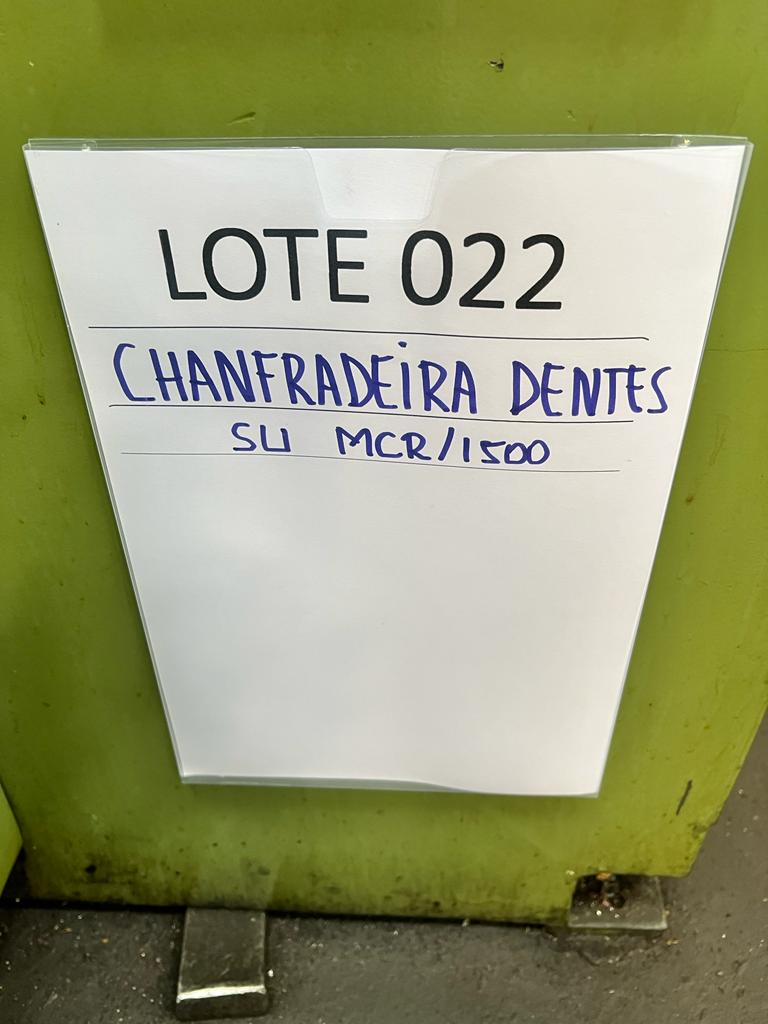 LOTE 022
CHANFRADEIRA DENTES
SU MCR/1500